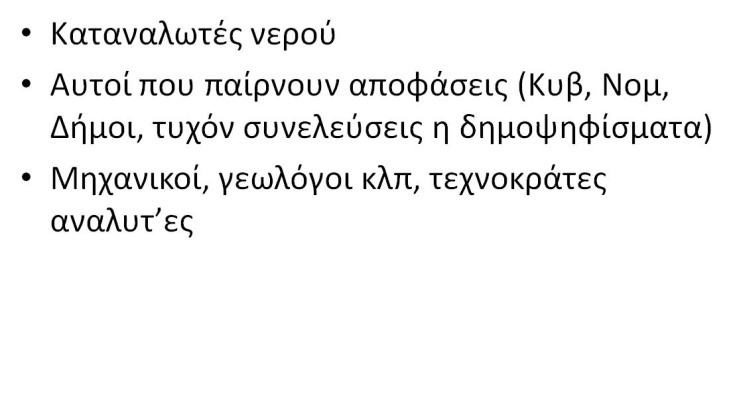 • Καταναλωτές νερού
• Αυτοί που παίρνουν αποφάσεις (Κυβ, Νομ,
Δήμοι, τυχόν συνελεύσεις η δημοψηφίσματα)
• Μηχανικοί, γεωλόγοι κλπ, τεχνοκράτες
αναλυτ’ες